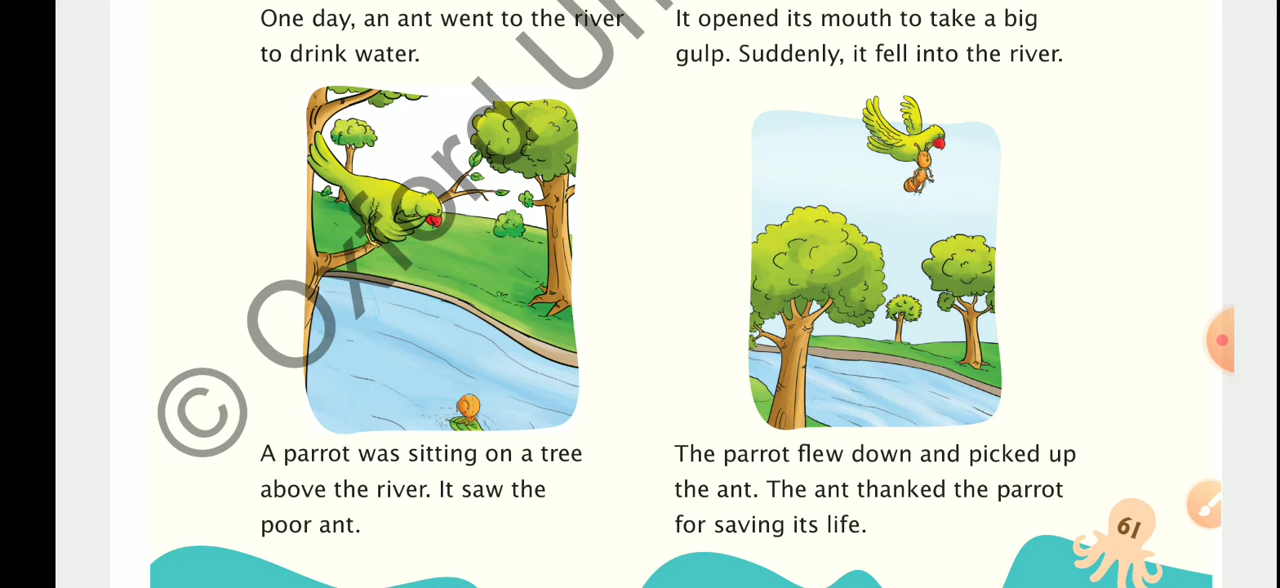 One day, an ant went to the river
to drink water.
It opened its mouth to take a big
gulp. Suddenly, it fell into the river.
A parrot was sitting on a tree
above the river. It saw the
poor ant.
The parrot flew down and picked up
the ant. The ant thanked the parrot
for saving its life.
61
© Oxford